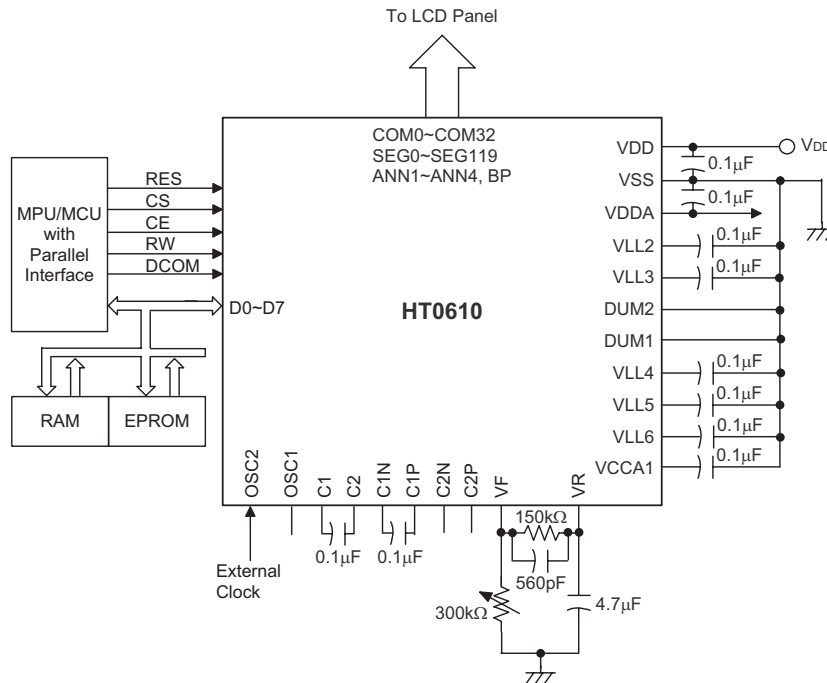 To LCD Panel
COM0~COM32
SEG0~SEG119
ANN1~ANN4, BP
MPU/MCU
with
Parallel
Interface
RES
CS
CE
RW
DCOM
D0~D7
HT0610
RAM
EPROM
VDD
VSS
VDDA
VLL2
VLL3
DUM2
DUM1
VLL4
VLL5
VLL6
VCCA1
VDD
0.1µF
0.1µF
0.1µF
0.1µF
0.1µF
0.1µF
0.1µF
0.1µF
OSC2
OSC1
C1
C2
C1N
C1P
C2N
C2P
VF
VR
0.1µF
0.1µF
External
Clock
150kΩ
560pF
300kΩ
4.7µF